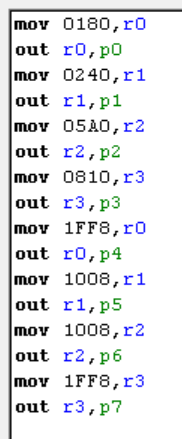 mov 0180,r0
out r0,p0
mov 0240,r1
out r1,p1
mov 05A0,r2
out r2,p2
mov 0810,r3
out r3,p3
mov 1FF8,r0
out r0,p4
mov 1008,r1
out r1,p5
mov 1008,r2
out r2,p6
mov 1FF8,r3
out r3,p7